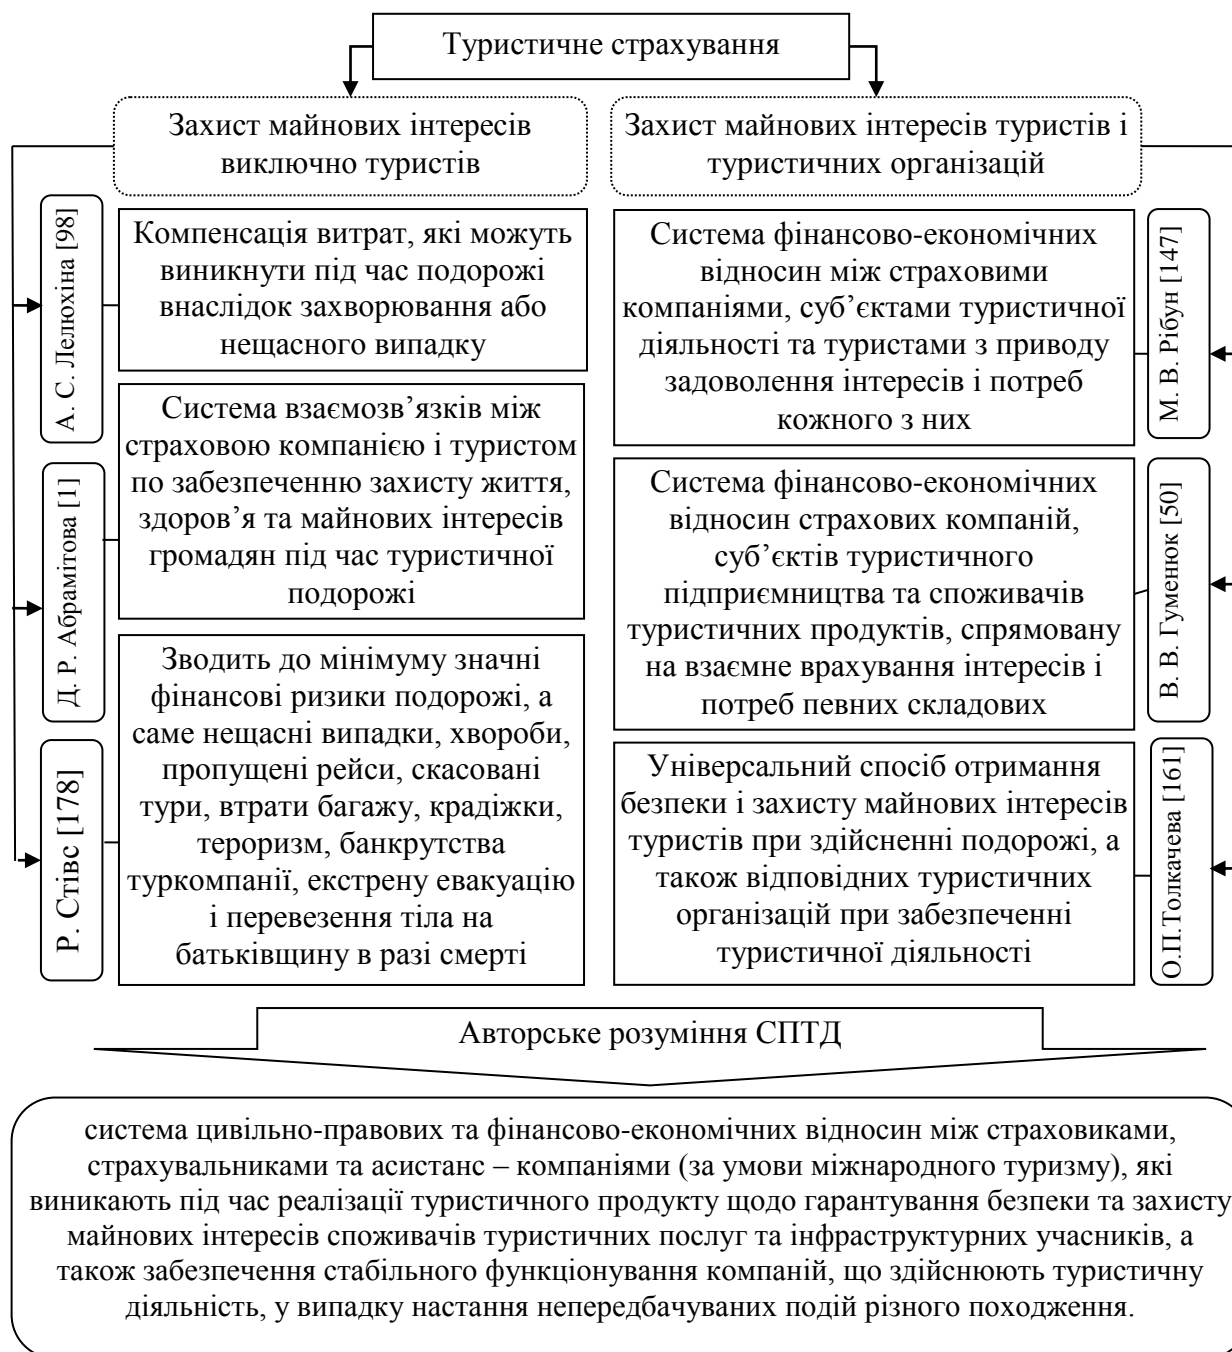 Туристичне страхування
Захист майнових інтересів
виключно туристів
Захист майнових інтересів туристів і
туристичних організацій
А. С. Лелюхіна [98]
Компенсація витрат, які можуть
виникнути під час подорожі
внаслідок захворювання або
нещасного випадку
Д. Р. Абрамітова [1]
Система взаємозв’язків між
страховою компанією і туристом
по забезпеченню захисту життя,
здоров’я та майнових інтересів
громадян під час туристичної
подорожі
Р. Стівс [178]
Зводить до мінімуму значні
фінансові ризики подорожі, а
саме нещасні випадки, хвороби,
пропущені рейси, скасовані
тури, втрати багажу, крадіжки,
тероризм, банкрутства
туркомпанії, екстрену евакуацію
і перевезення тіла на
батьківщину в разі смерті
Система фінансово-економічних
відносин між страховими
компаніями, суб’єктами туристичної
діяльності та туристами з приводу
задоволення інтересів і потреб
кожного з них
М. В. Рібун [147]
Система фінансово-економічних
відносин страхових компаній,
суб’єктів туристичного
підприємництва та споживачів
туристичних продуктів, спрямовану
на взаємне врахування інтересів і
потреб певних складових
В. В. Гуменюк [50]
Універсальний спосіб отримання
безпеки і захисту майнових інтересів
туристів при здійсненні подорожі, а
також відповідних туристичних
організацій при забезпеченні
туристичної діяльності
О.П.Толкачева [161]
Авторське розуміння СПТД
система цивільно-правових та фінансово-економічних відносин між страховиками,
страхувальниками та асистанс – компаніями (за умови міжнародного туризму), які
виникають під час реалізації туристичного продукту щодо гарантування безпеки та захисту
майнових інтересів споживачів туристичних послуг та інфраструктурних учасників, а
також забезпечення стабільного функціонування компаній, що здійснюють туристичну
діяльність, у випадку настання непередбачуваних подій різного походження.